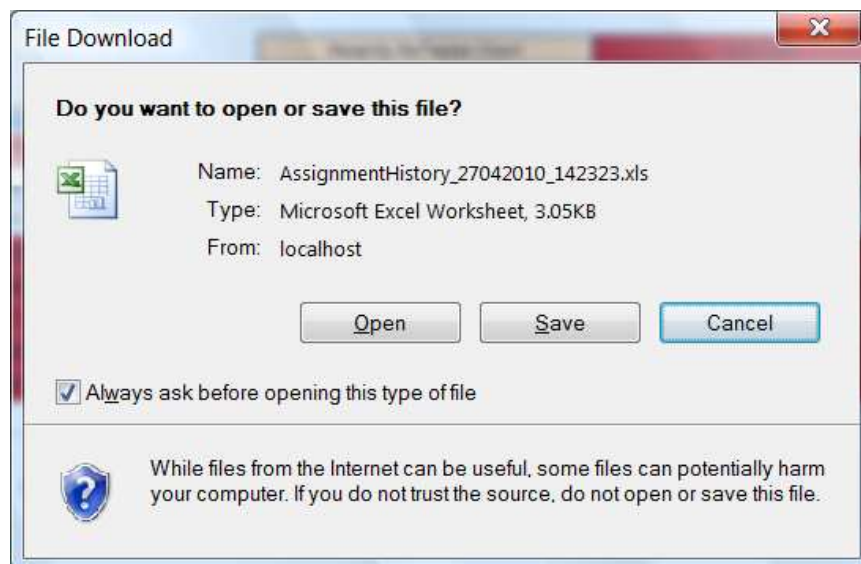 File Download
Do you want to open or save this file?
Name: AssignmentHistory_27042010_142323.xls
Type: Microsoft Excel Worksheet, 3.05KB
From: localhost
Open Save Cancel
Always ask before opening this type of file
While files from the Internet can be useful, some files can potentially harm
your computer. If you do not trust the source, do not open or save this file.